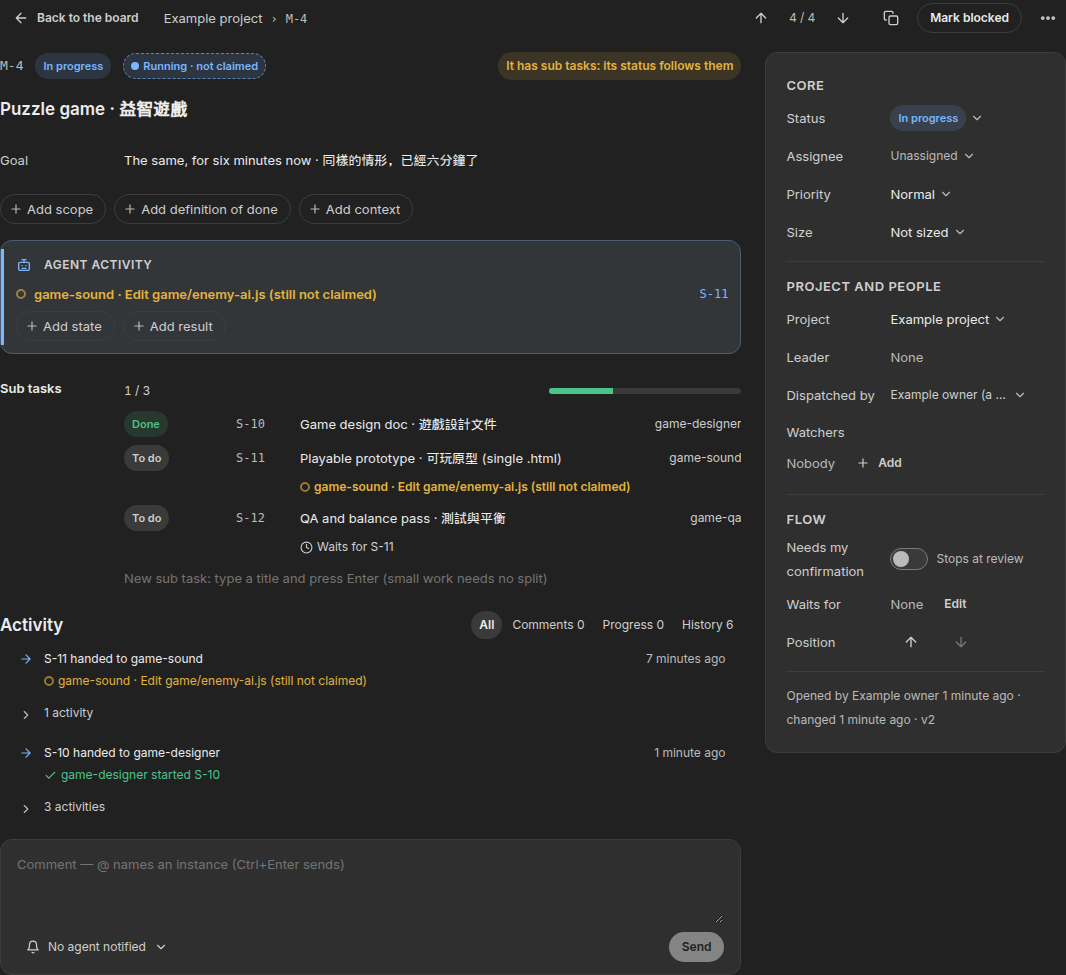 Back to the board
Example project › M-4
4 / 4
Mark blocked
M-4
In progress
Running · not claimed
It has sub tasks: its status follows them
Puzzle game · 益智遊戲
Goal
The same, for six minutes now · 同樣的情形，已經六分鐘了
Add scope
Add definition of done
Add context
AGENT ACTIVITY
game-sound · Edit game/enemy-ai.js (still not claimed)
S-11
Add state
Add result
Sub tasks
1 / 3
Done
S-10
Game design doc · 遊戲設計文件
game-designer
To do
S-11
Playable prototype · 可玩原型 (single .html)
game-sound
game-sound · Edit game/enemy-ai.js (still not claimed)
To do
S-12
QA and balance pass · 測試與平衡
game-qa
Waits for S-11
New sub task: type a title and press Enter (small work needs no split)
Activity
All
Comments 0
Progress 0
History 6
S-11 handed to game-sound
7 minutes ago
game-sound · Edit game/enemy-ai.js (still not claimed)
1 activity
S-10 handed to game-designer
1 minute ago
game-designer started S-10
3 activities
Comment — @ names an instance (Ctrl+Enter sends)
No agent notified
Send
CORE
Status
In progress
Assignee
Unassigned
Priority
Normal
Size
Not sized
PROJECT AND PEOPLE
Project
Example project
Leader
None
Dispatched by
Example owner (a ...
Watchers
Nobody
Add
FLOW
Needs my
confirmation
Stops at review
Waits for
None
Edit
Position
Opened by Example owner 1 minute ago ·
changed 1 minute ago · v2